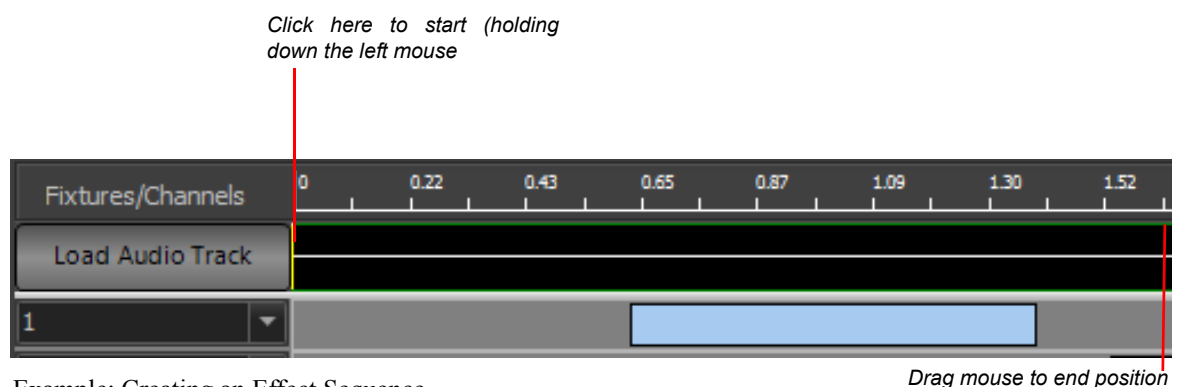 Click here to start (holding
down the left mouse
Fixtures/Channels
0 0.22 0.43 0.65 0.87 1.09 1.30 1.52
Load Audio Track
1
Drag mouse to end position
Example: Creating an Effect Sequence